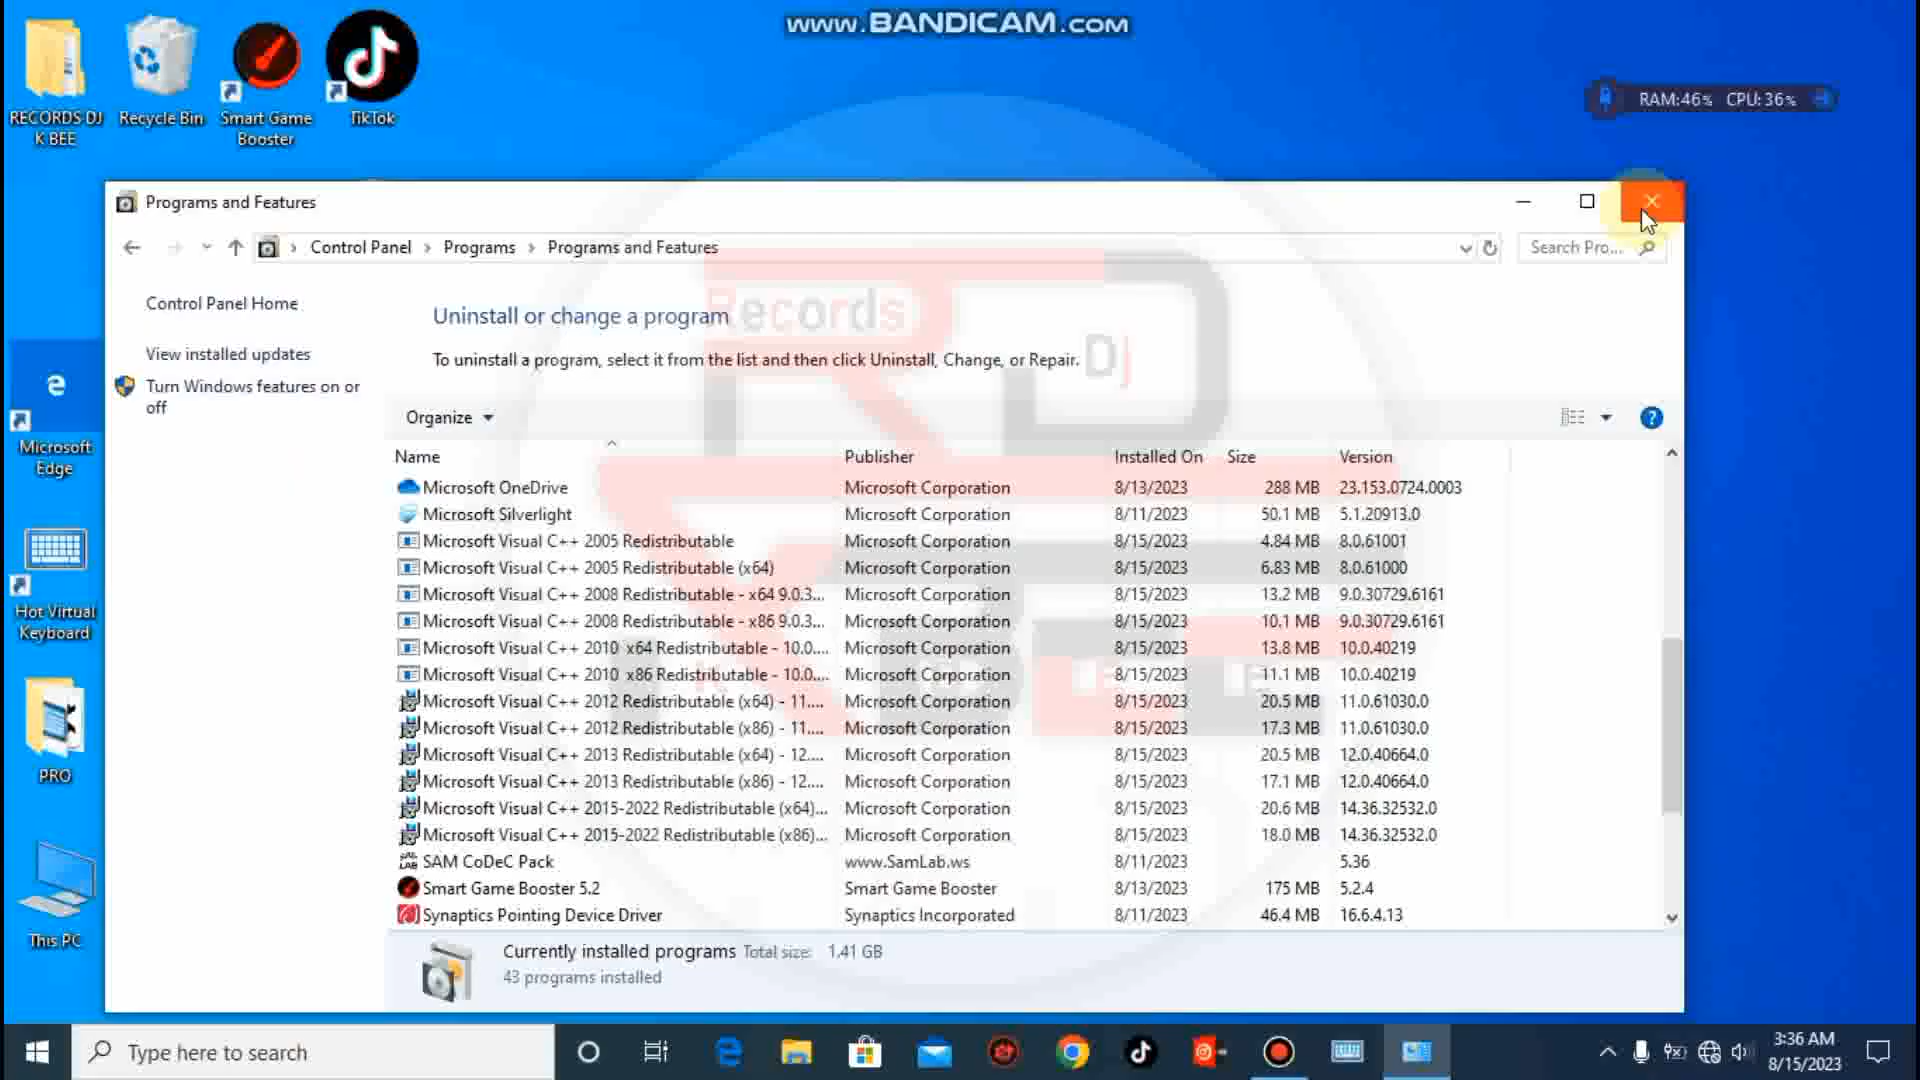 www.BANDICAM.com
RECORDS DJ
K BEE
Recycle Bin
Smart Game
Booster
TikTok
RAM:46% CPU:36%
Programs and Features
Control Panel > Programs > Programs and Features
Search Pro...
Control Panel Home
View installed updates
Turn Windows features on or
off
Uninstall or change a program
To uninstall a program, select it from the list and then click Uninstall, Change, or Repair.
Records
Dj
Organize
Name Publisher Installed On Size Version
Microsoft OneDrive Microsoft Corporation 8/13/2023 288 MB 23.153.0724.0003
Microsoft Silverlight Microsoft Corporation 8/11/2023 50.1 MB 5.1.20913.0
Microsoft Visual C++ 2005 Redistributable Microsoft Corporation 8/15/2023 4.84 MB 8.0.61001
Microsoft Visual C++ 2005 Redistributable (x64) Microsoft Corporation 8/15/2023 6.83 MB 8.0.61000
Microsoft Visual C++ 2008 Redistributable - x64 9.0.3... Microsoft Corporation 8/15/2023 13.2 MB 9.0.30729.6161
Microsoft Visual C++ 2008 Redistributable - x86 9.0.3... Microsoft Corporation 8/15/2023 10.1 MB 9.0.30729.6161
Microsoft Visual C++ 2010 x64 Redistributable - 10.0.... Microsoft Corporation 8/15/2023 13.8 MB 10.0.40219
Microsoft Visual C++ 2010 x86 Redistributable - 10.0.... Microsoft Corporation 8/15/2023 11.1 MB 10.0.40219
Microsoft Visual C++ 2012 Redistributable (x64) - 11.... Microsoft Corporation 8/15/2023 20.5 MB 11.0.61030.0
Microsoft Visual C++ 2012 Redistributable (x86) - 11.... Microsoft Corporation 8/15/2023 17.3 MB 11.0.61030.0
Microsoft Visual C++ 2013 Redistributable (x64) - 12.... Microsoft Corporation 8/15/2023 20.5 MB 12.0.40664.0
Microsoft Visual C++ 2013 Redistributable (x86) - 12.... Microsoft Corporation 8/15/2023 17.1 MB 12.0.40664.0
Microsoft Visual C++ 2015-2022 Redistributable (x64)... Microsoft Corporation 8/15/2023 20.6 MB 14.36.32532.0
Microsoft Visual C++ 2015-2022 Redistributable (x86)... Microsoft Corporation 8/15/2023 18.0 MB 14.36.32532.0
SAM CoDeC Pack www.SamLab.ws 8/11/2023 5.36
Smart Game Booster 5.2 Smart Game Booster 8/13/2023 175 MB 5.2.4
Synaptics Pointing Device Driver Synaptics Incorporated 8/11/2023 46.4 MB 16.6.4.13
Currently installed programs Total size: 1.41 GB
43 programs installed
Microsoft
Edge
Hot Virtual
Keyboard
PRO
This PC
Type here to search
3:36 AM
8/15/2023